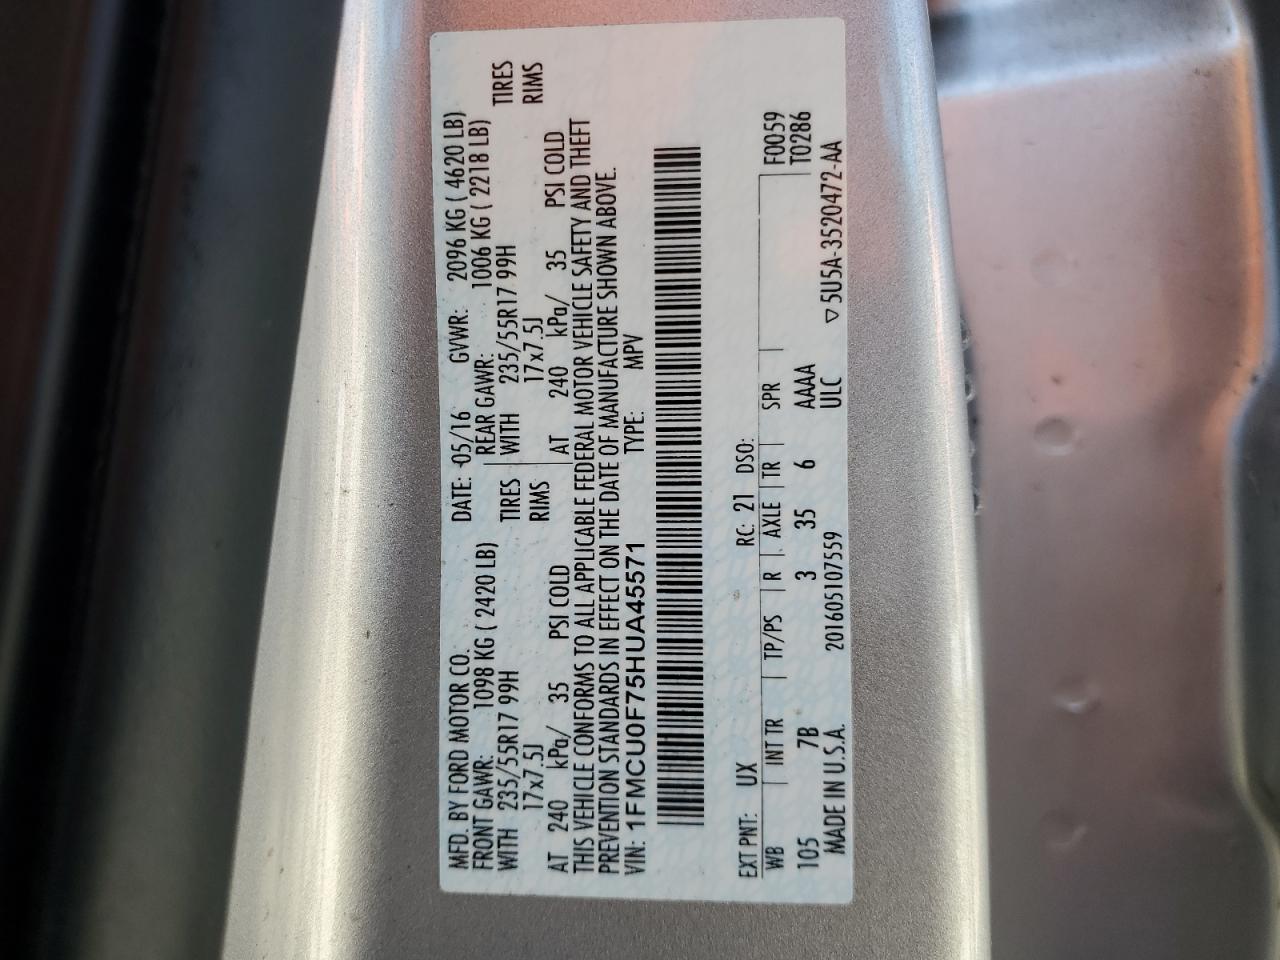 MFD. BY FORD MOTOR CO. DATE: 05/16 GVWR: 2096 KG ( 4620 LB)
FRONT GAWR: 1098 KG ( 2420 LB) REAR GAWR: 1006 KG ( 2218 LB)
WITH 235/55R17 99H TIRES WITH 235/55R17 99H TIRES
17x7.5J RIMS 17x7.5J RIMS
AT 240 kPa/ 35 PSI COLD AT 240 kPa/ 35 PSI COLD
THIS VEHICLE CONFORMS TO ALL APPLICABLE FEDERAL MOTOR VEHICLE SAFETY AND THEFT
PREVENTION STANDARDS IN EFFECT ON THE DATE OF MANUFACTURE SHOWN ABOVE.
VIN: 1FMCU0F75HUA45571 TYPE: MPV
EXT PNT: UX RC: 21 DSO:
WB INT TR TP/PS R AXLE TR SPR F0059
105 7B 3 35 6 AAAA T0286
ULC
MADE IN U.S.A. 201605107559 ▽ 5U5A-3520472-AA